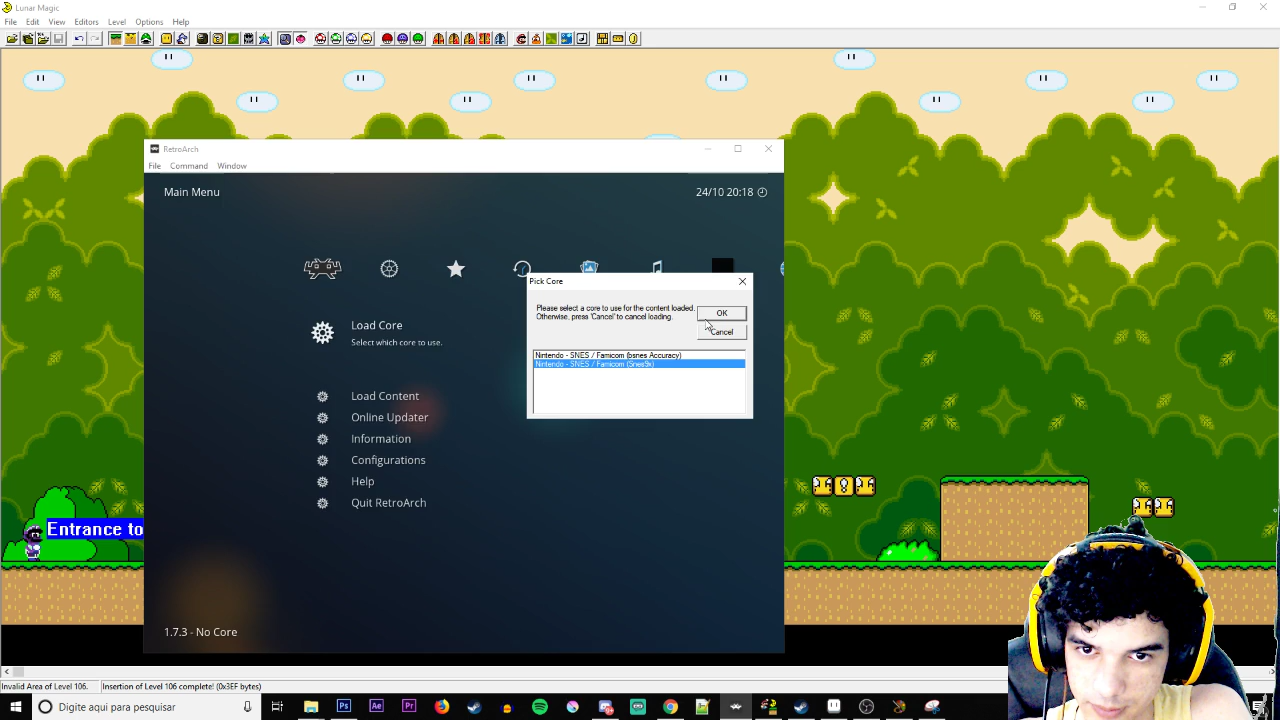 Lunar Magic
File Edit View Editors Level Options Help
RetroArch
File Command Window
Main Menu
24/10 20:18
Pick Core
Please select a core to use for the content loaded.
Otherwise, press 'Cancel' to cancel loading.
OK
Cancel
Nintendo - SNES / Famicom (bsnes Accuracy)
Nintendo - SNES / Famicom (Snes9x)
Load Core
Select which core to use.
Load Content
Online Updater
Information
Configurations
Help
Quit RetroArch
Entrance to
1.7.3 - No Core
Invalid Area of Level 106.
Insertion of Level 106 complete! (0x3EF bytes)
Digite aqui para pesquisar
Ps
Ae
Pr